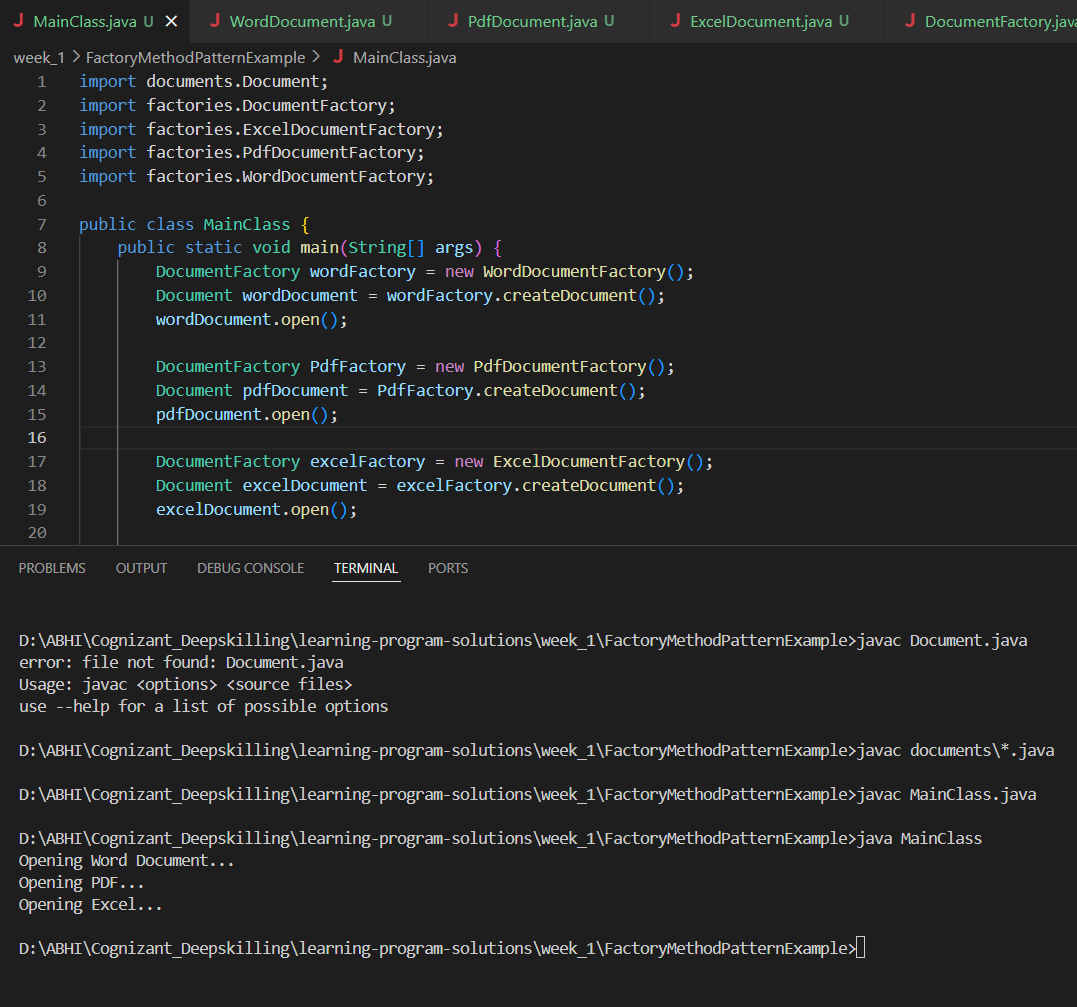 MainClass.java U WordDocument.java U PdfDocument.java U ExcelDocument.java U DocumentFactory.java
week_1 > FactoryMethodPatternExample > MainClass.java
1 import documents.Document;
2 import factories.DocumentFactory;
3 import factories.ExcelDocumentFactory;
4 import factories.PdfDocumentFactory;
5 import factories.WordDocumentFactory;
6
7 public class MainClass {
8 public static void main(String[] args) {
9 DocumentFactory wordFactory = new WordDocumentFactory();
10 Document wordDocument = wordFactory.createDocument();
11 wordDocument.open();
12
13 DocumentFactory PdfFactory = new PdfDocumentFactory();
14 Document pdfDocument = PdfFactory.createDocument();
15 pdfDocument.open();
16
17 DocumentFactory excelFactory = new ExcelDocumentFactory();
18 Document excelDocument = excelFactory.createDocument();
19 excelDocument.open();
20
PROBLEMS OUTPUT DEBUG CONSOLE TERMINAL PORTS
D:\ABHI\Cognizant_Deepskilling\learning-program-solutions\week_1\FactoryMethodPatternExample>javac Document.java
error: file not found: Document.java
Usage: javac <options> <source files>
use --help for a list of possible options
D:\ABHI\Cognizant_Deepskilling\learning-program-solutions\week_1\FactoryMethodPatternExample>javac documents\*.java
D:\ABHI\Cognizant_Deepskilling\learning-program-solutions\week_1\FactoryMethodPatternExample>javac MainClass.java
D:\ABHI\Cognizant_Deepskilling\learning-program-solutions\week_1\FactoryMethodPatternExample>java MainClass
Opening Word Document...
Opening PDF...
Opening Excel...
D:\ABHI\Cognizant_Deepskilling\learning-program-solutions\week_1\FactoryMethodPatternExample>